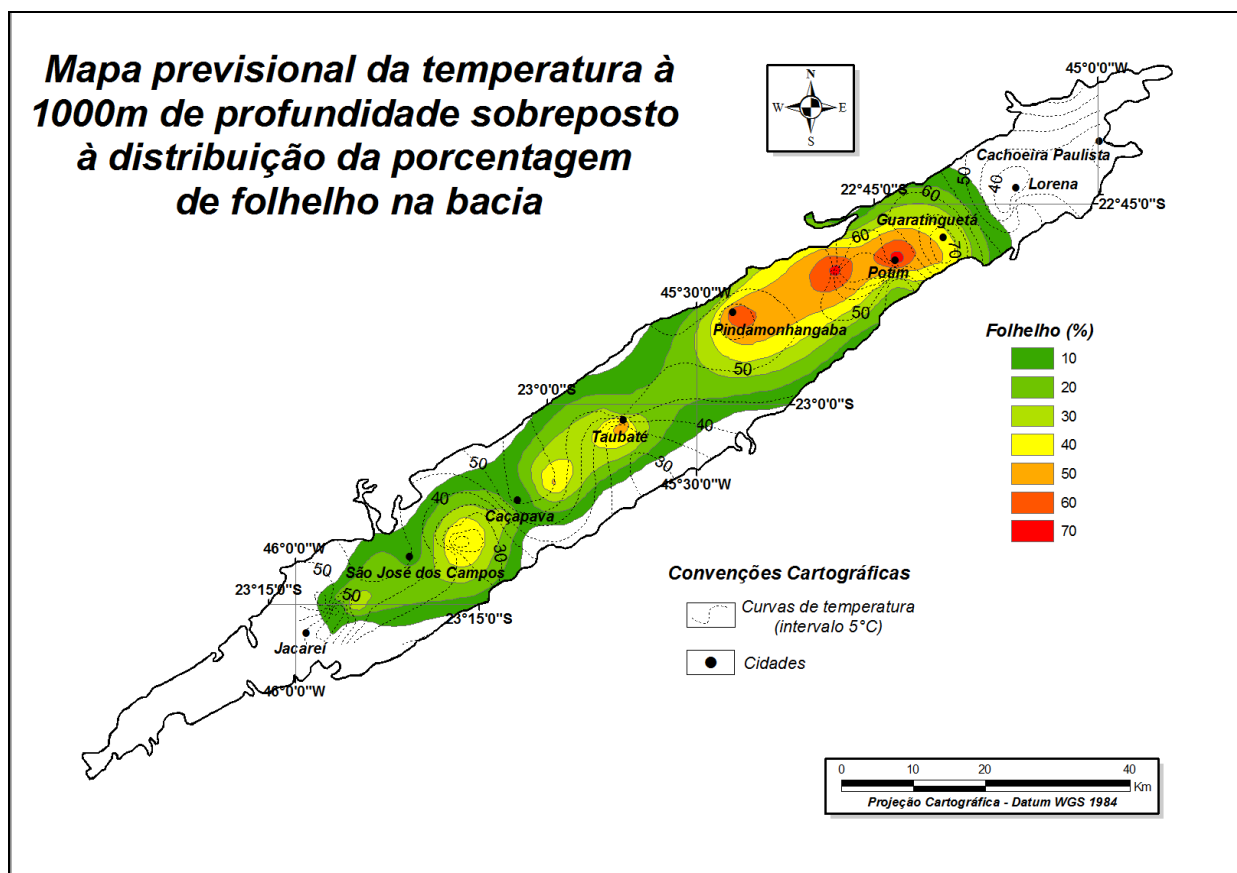 Mapa previsional da temperatura à
1000m de profundidade sobreposto
à distribuição da porcentagem
de folhelho na bacia
N
W E
S
45°0'0"W
Cachoeira Paulista
50
40
Lorena
22°45'0"S
60
22°45'0"S
Guaratinguetá
60
70
Potim
45°30'0"W
50
Pindamonhangaba
50
Folhelho (%)
10
20
30
40
50
60
70
23°0'0"S
23°0'0"S
Taubaté
40
50
30
45°30'0"W
40
Caçapava
30
46°0'0"W
50
São José dos Campos
23°15'0"S
50
23°15'0"S
Jacareí
46°0'0"W
Convenções Cartográficas
Curvas de temperatura
(intervalo 5°C)
Cidades
0 10 20 40
Km
Projeção Cartográfica - Datum WGS 1984